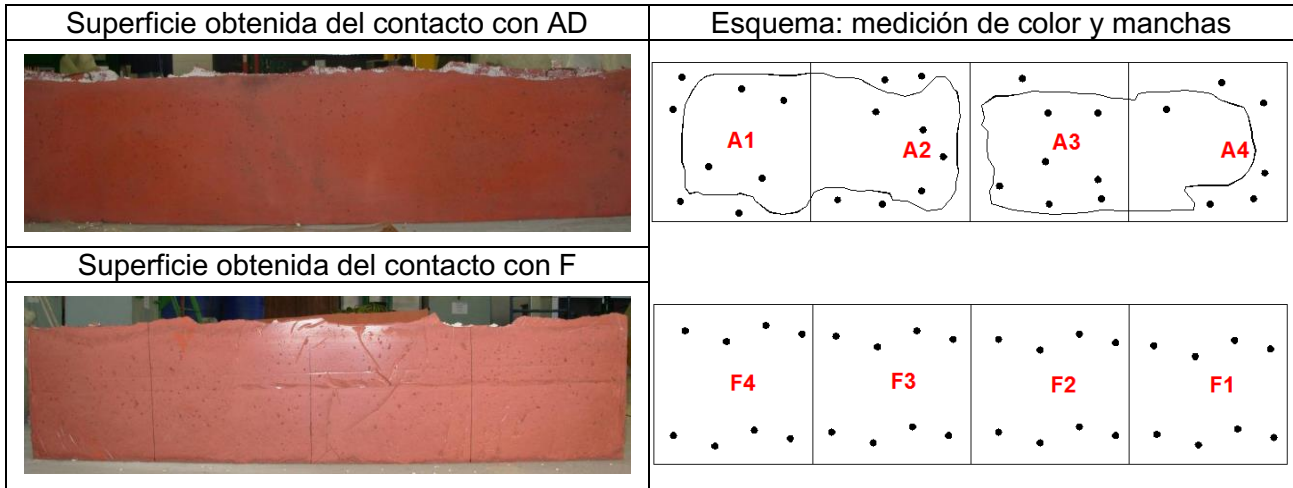 Superficie obtenida del contacto con AD
Esquema: medición de color y manchas
A1
A2
A3
A4
Superficie obtenida del contacto con F
F4
F3
F2
F1